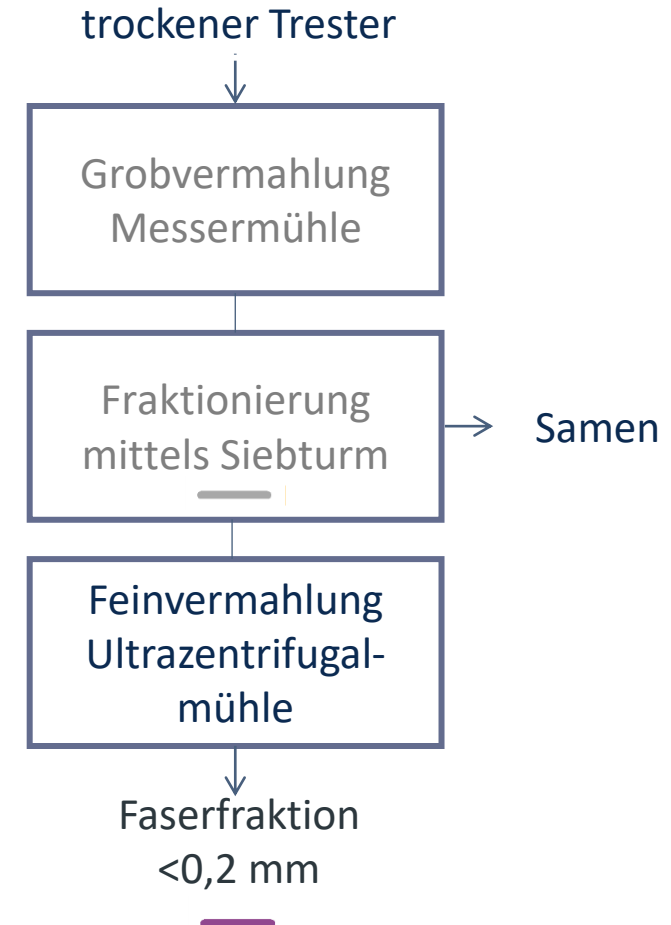 trockener Trester
Grobvermahlung
Messermühle
Fraktionierung
mittels Siebturm
Samen
Feinvermahlung
Ultrazentrifugal-
mühle
Faserfraktion
<0,2 mm